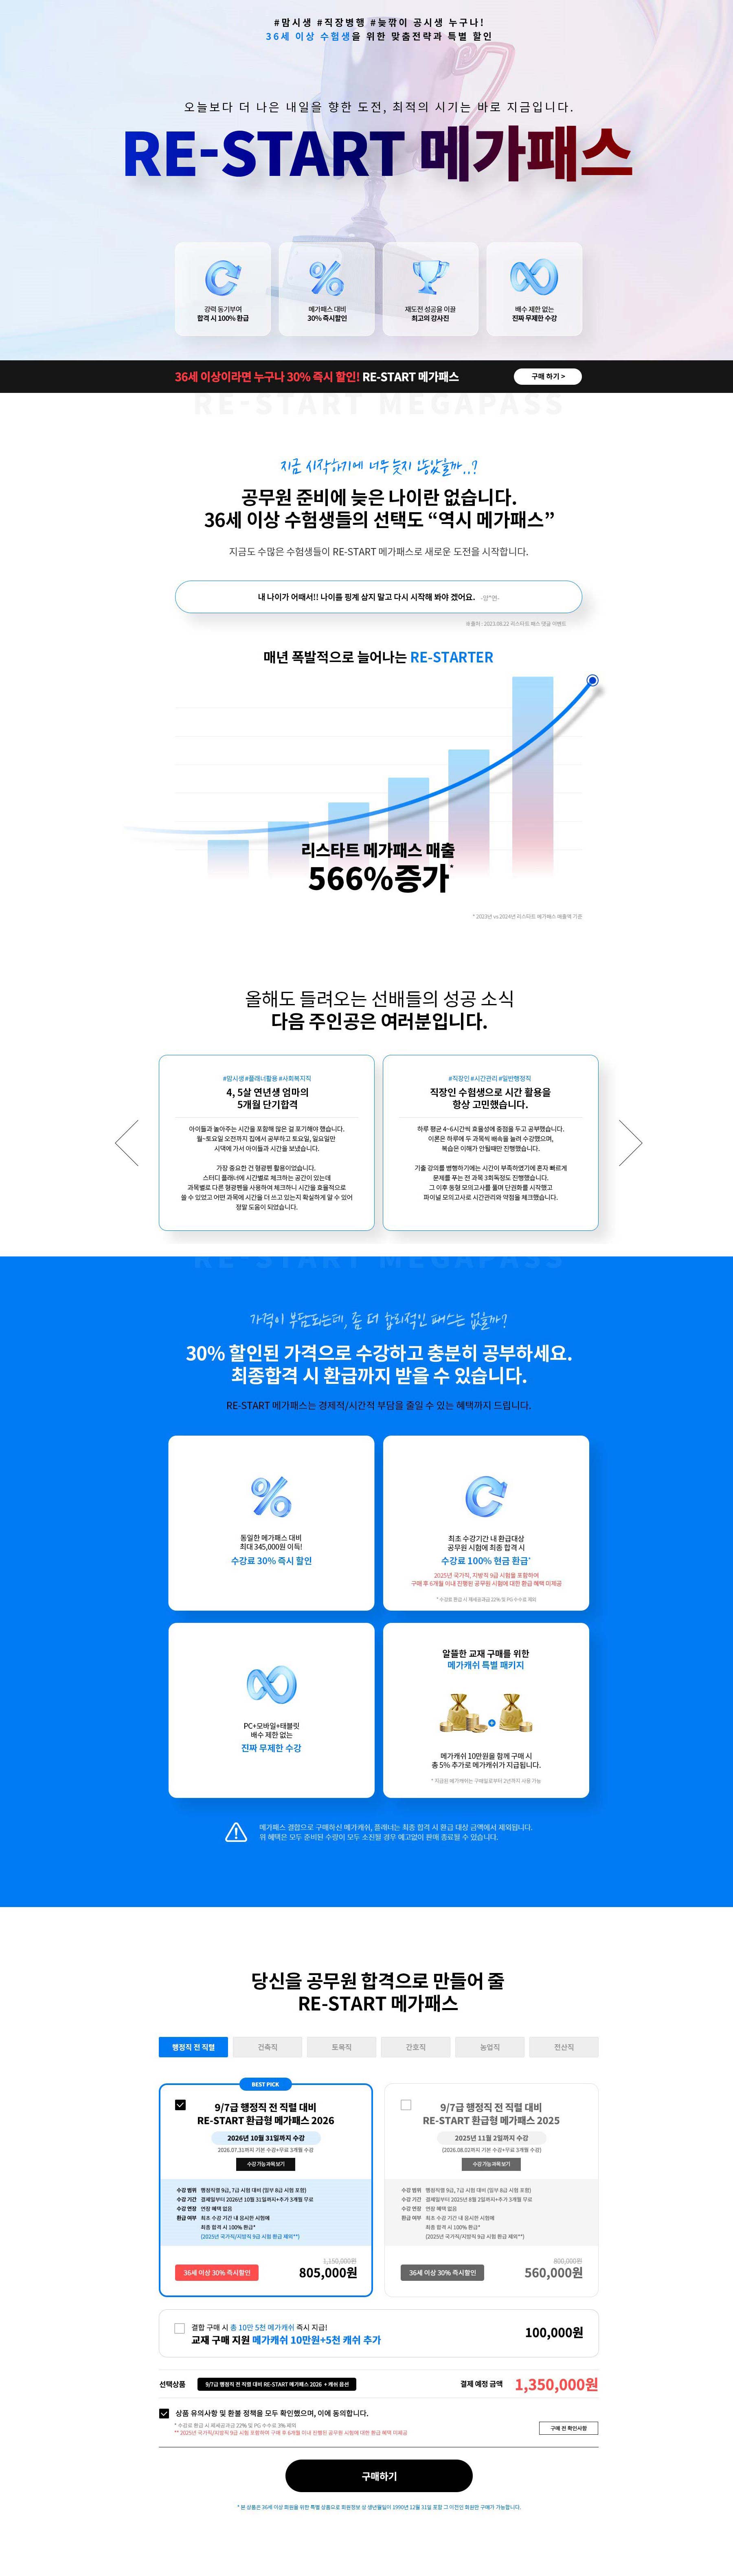 #맘시생 #직장병행 #늦깎이 공시생 누구나!
36세 이상 수험생을 위한 맞춤전략과 특별 할인
오늘보다 더 나은 내일을 향한 도전, 최적의 시기는 바로 지금입니다.
RE-START 메가패스
강력 동기부여
합격 시 100% 환급
메가패스 대비
30% 즉시할인
재도전 성공을 이끌
최고의 강사진
배수 제한 없는
진짜 무제한 수강
36세 이상이라면 누구나 30% 즉시 할인! RE-START 메가패스
구매 하기 >
RE-START MEGAPASS
지금 시작하기에 너무 늦지 않았을까..?
공무원 준비에 늦은 나이란 없습니다.
36세 이상 수험생들의 선택도 “역시 메가패스”
지금도 수많은 수험생들이 RE-START 메가패스로 새로운 도전을 시작합니다.
내 나이가 어때서!! 나이를 핑계 삼지 말고 다시 시작해 봐야 겠어요. -양*연-
※출처 : 2023.08.22 리스타트 패스 댓글 이벤트
매년 폭발적으로 늘어나는 RE-STARTER
리스타트 메가패스 매출
566%증가*
* 2023년 vs 2024년 리스타트 메가패스 매출액 기준
올해도 들려오는 선배들의 성공 소식
다음 주인공은 여러분입니다.
#맘시생 #플래너활용 #사회복지직
4, 5살 연년생 엄마의
5개월 단기합격
아이들과 놀아주는 시간을 포함해 많은 걸 포기해야 했습니다.
월~토요일 오전까지 집에서 공부하고 토요일, 일요일만
시댁에 가서 아이들과 시간을 보냈습니다.
가장 중요한 건 형광펜 활용이었습니다.
스터디 플래너에 시간별로 체크하는 공간이 있는데
과목별로 다른 형광펜을 사용하여 체크하니 시간을 효율적으로
쓸 수 있었고 어떤 과목에 시간을 더 쓰고 있는지 확실하게 알 수 있어
정말 도움이 되었습니다.
#직장인 #시간관리 #일반행정직
직장인 수험생으로 시간 활용을
항상 고민했습니다.
하루 평균 4~6시간씩 효율성에 중점을 두고 공부했습니다.
이론은 하루에 두 과목씩 배속을 높여 수강했으며,
복습은 이해가 안될때만 진행했습니다.
기출 강의를 병행하기에는 시간이 부족하였기에 혼자 빠르게
문제를 푸는 전 과목 3회독정도 진행했습니다.
그 이후 동형 모의고사를 풀며 단권화를 시작했고
파이널 모의고사로 시간관리와 약점을 체크했습니다.
RE-START MEGAPASS
가격이 부담되는데, 좀 더 합리적인 패스는 없을까?
30% 할인된 가격으로 수강하고 충분히 공부하세요.
최종합격 시 환급까지 받을 수 있습니다.
RE-START 메가패스는 경제적/시간적 부담을 줄일 수 있는 혜택까지 드립니다.
동일한 메가패스 대비
최대 345,000원 이득!
수강료 30% 즉시 할인
최초 수강기간 내 환급대상
공무원 시험에 최종 합격 시
수강료 100% 현금 환급*
2025년 국가직, 지방직 9급 시험을 포함하여
구매 후 6개월 이내 진행된 공무원 시험에 대한 환급 혜택 미제공
* 수강료 환급 시 제세공과금 22% 및 PG수수료 제외
PC+모바일+태블릿
배수 제한 없는
진짜 무제한 수강
알뜰한 교재 구매를 위한
메가캐쉬 특별 패키지
메가캐쉬 10만원을 함께 구매 시
총 5% 추가로 메가캐쉬가 지급됩니다.
* 지급된 메가캐쉬는 구매일로부터 2년까지 사용 가능
메가패스 결합으로 구매하신 메가캐쉬, 플래너는 최종 합격 시 환급 대상 금액에서 제외됩니다.
위 혜택은 모두 준비된 수량이 모두 소진될 경우 예고없이 판매 종료될 수 있습니다.
당신을 공무원 합격으로 만들어 줄
RE-START 메가패스
행정직 전 직렬
건축직
토목직
간호직
농업직
전산직
BEST PICK
9/7급 행정직 전 직렬 대비
RE-START 환급형 메가패스 2026
2026년 10월 31일까지 수강
2026.07.31까지 기본 수강+무료 3개월 수강
수강 가능 과목 보기
수강 범위 행정직렬 9급, 7급 시험 대비 (일부 8급 시험 포함)
수강 기간 결제일부터 2026년 10월 31일까지+추가 3개월 무료
수강 연장 연장 혜택 없음
환급 여부 최초 수강 기간 내 응시한 시험에
최종 합격 시 100% 환급*
(2025년 국가직/지방직 9급 시험 환급 제외**)
1,150,000원
36세 이상 30% 즉시할인
805,000원
9/7급 행정직 전 직렬 대비
RE-START 환급형 메가패스 2025
2025년 11월 2일까지 수강
(2026.08.02까지 기본 수강+무료 3개월 수강)
수강 가능 과목 보기
수강 범위 행정직렬 9급, 7급 시험 대비 (일부 8급 시험 포함)
수강 기간 결제일부터 2025년 8월 2일까지+추가 3개월 무료
수강 연장 연장 혜택 없음
환급 여부 최초 수강 기간 내 응시한 시험에
최종 합격 시 100% 환급*
(2025년 국가직/지방직 9급 시험 환급 제외**)
800,000원
36세 이상 30% 즉시할인
560,000원
결합 구매 시 총 10만 5천 메가캐쉬 즉시 지급!
교재 구매 지원 메가캐쉬 10만원+5천 캐쉬 추가
100,000원
선택상품
9/7급 행정직 전 직렬 대비 RE-START 메가패스 2026 + 캐쉬 옵션
결제 예정 금액
1,350,000원
상품 유의사항 및 환불 정책을 모두 확인했으며, 이에 동의합니다.
* 수강료 환급 시 제세공과금 22% 및 PG 수수료 3% 제외
** 2025년 국가직/지방직 9급 시험 포함하여 구매 후 6개월 이내 진행된 공무원 시험에 대한 환급 혜택 미제공
구매 전 확인사항
구매하기
* 본 상품은 36세 이상 회원을 위한 특별 상품으로 회원정보 상 생년월일이 1990년 12월 31일 포함 그 이전인 회원만 구매가 가능합니다.